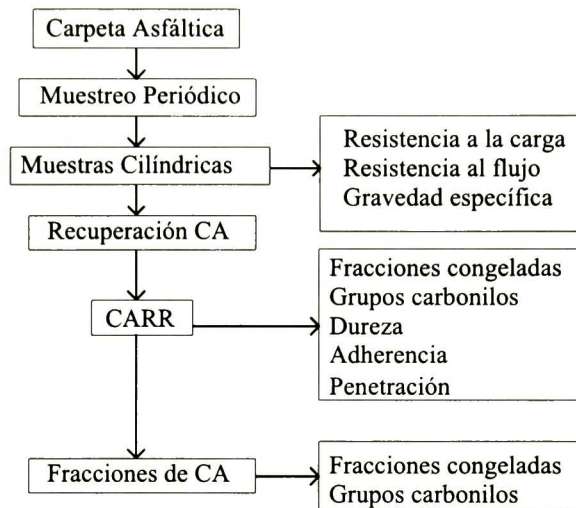 Carpeta Asfáltica
Muestreo Periódico
Muestras Cilíndricas
Resistencia a la carga
Resistencia al flujo
Gravedad específica
Recuperación CA
CARR
Fracciones congeladas
Grupos carbonilos
Dureza
Adherencia
Penetración
Fracciones de CA
Fracciones congeladas
Grupos carbonilos